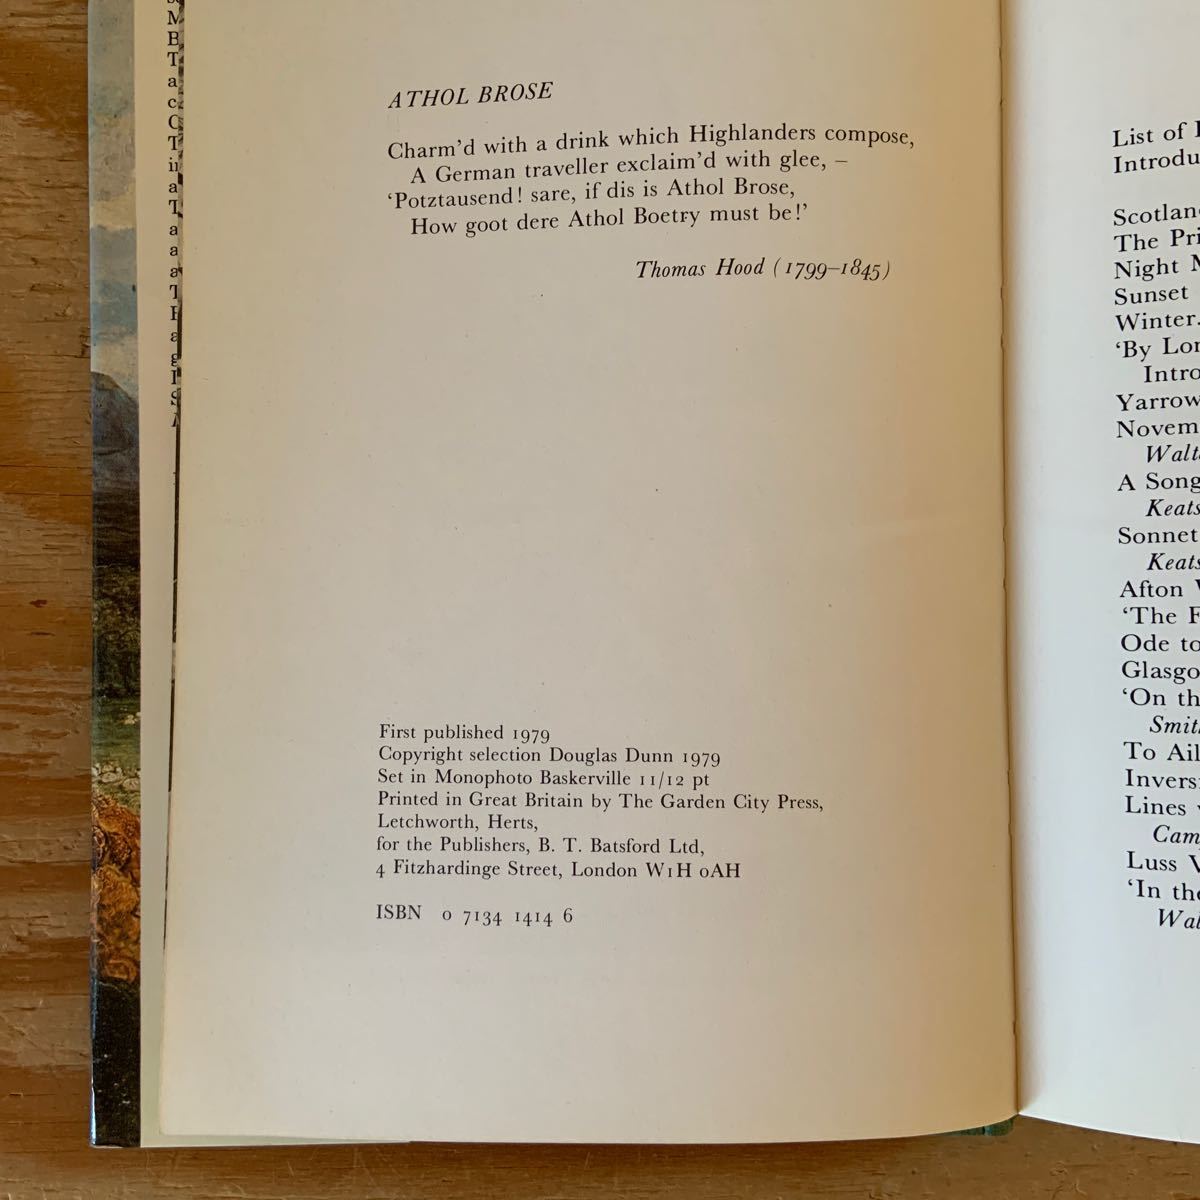 ATHOL BROSE
Charm'd with a drink which Highlanders compose,
A German traveller exclaim'd with glee, –
'Potztausend! sare, if dis is Athol Brose,
How goot dere Athol Boetry must be!'
Thomas Hood (1799–1845)
First published 1979
Copyright selection Douglas Dunn 1979
Set in Monophoto Baskerville 11/12 pt
Printed in Great Britain by The Garden City Press,
Letchworth, Herts,
for the Publishers, B. T. Batsford Ltd,
4 Fitzhardinge Street, London W1H 0AH
ISBN 0 7134 1414 6
List of
Introdu
Scotlan
The Pri
Night
Sunset
Winter.
'By Lon
Intro
Yarrow
Novem
Walt
A Song
Keats
Sonnet
Keats
Afton
'The F
Ode to
Glasgo
'On th
Smit
To Ail
Invers
Lines
Cam
Luss V
'In the
Wal